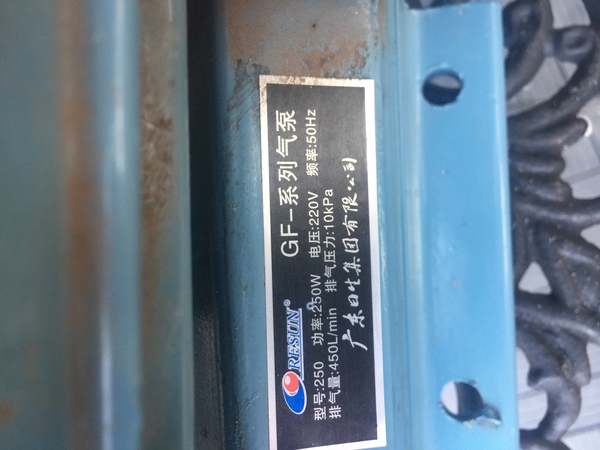 RESUN® GF-系列气泵
型号:250 功率:250W 电压:220V 频率:50Hz
排气量:450L/min 排气压力:10kPa
广东日生集团有限公司